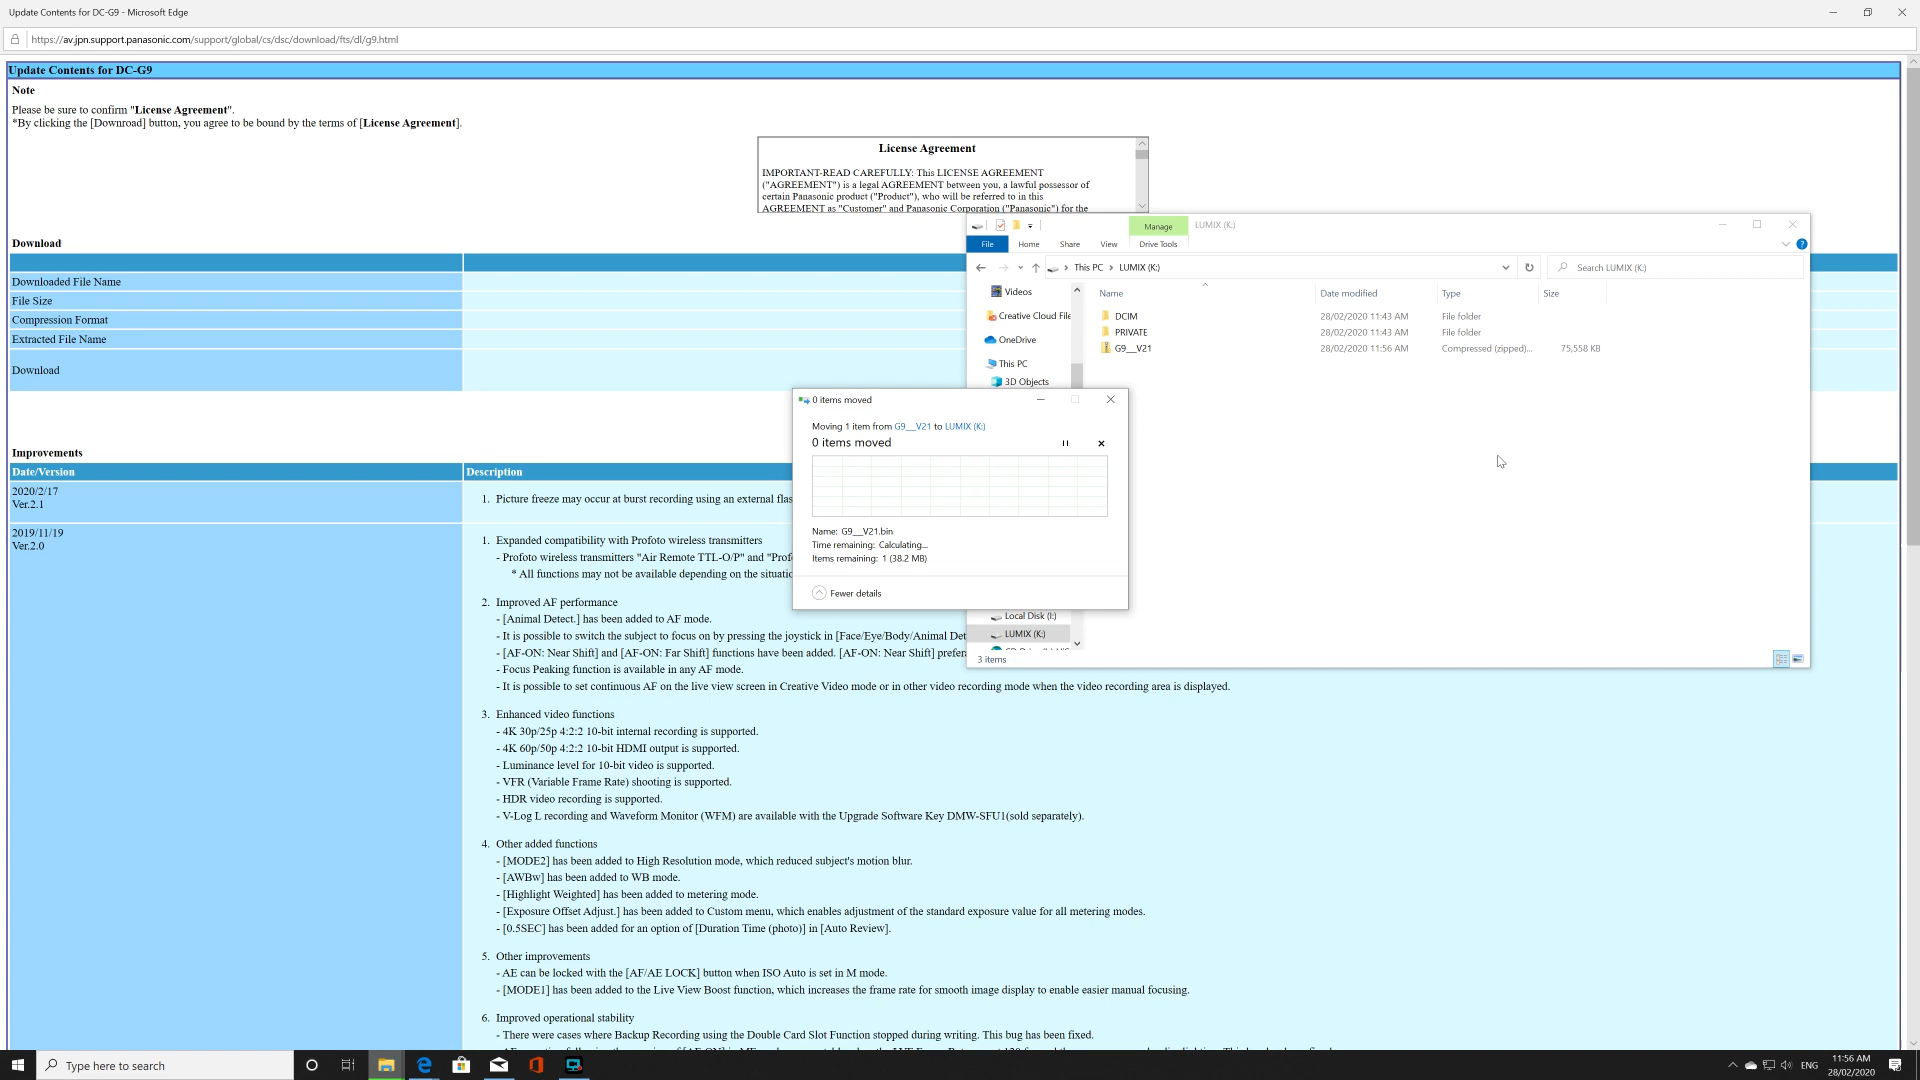 Update Contents for DC-G9 - Microsoft Edge
https://av.jpn.support.panasonic.com/support/global/cs/dsc/download/fts/dl/g9.html
Update Contents for DC-G9
Note
Please be sure to confirm "License Agreement".
*By clicking the [Downroad] button, you agree to be bound by the terms of [License Agreement].
License Agreement
IMPORTANT-READ CAREFULLY: This LICENSE AGREEMENT
("AGREEMENT") is a legal AGREEMENT between you, a lawful possessor of
certain Panasonic product ("Product"), who will be referred to in this
AGREEMENT as "Customer" and Panasonic Corporation ("Panasonic") for the
Download
Downloaded File Name
File Size
Compression Format
Extracted File Name
Download
Manage
LUMIX (K:)
File Home Share View Drive Tools
This PC LUMIX (K:)
Search LUMIX (K:)
Name Date modified Type Size
Videos
Creative Cloud File
OneDrive
This PC
3D Objects
DCIM 28/02/2020 11:43 AM File folder
PRIVATE 28/02/2020 11:43 AM File folder
G9__V21 28/02/2020 11:56 AM Compressed (zipped)... 75,558 KB
Local Disk (I:)
LUMIX (K:)
3 items
0 items moved
Moving 1 item from G9__V21 to LUMIX (K:)
0 items moved
Name: G9__V21.bin
Time remaining: Calculating...
Items remaining: 1 (38.2 MB)
Fewer details
Improvements
Date/Version Description
2020/2/17
Ver.2.1
1. Picture freeze may occur at burst recording using an external flas
2019/11/19
Ver.2.0
1. Expanded compatibility with Profoto wireless transmitters
- Profoto wireless transmitters "Air Remote TTL-O/P" and "Prof
* All functions may not be available depending on the situatio
2. Improved AF performance
- [Animal Detect.] has been added to AF mode.
- It is possible to switch the subject to focus on by pressing the joystick in [Face/Eye/Body/Animal Det
- [AF-ON: Near Shift] and [AF-ON: Far Shift] functions have been added. [AF-ON: Near Shift] prefera
- Focus Peaking function is available in any AF mode.
- It is possible to set continuous AF on the live view screen in Creative Video mode or in other video recording mode when the video recording area is displayed.
3. Enhanced video functions
- 4K 30p/25p 4:2:2 10-bit internal recording is supported.
- 4K 60p/50p 4:2:2 10-bit HDMI output is supported.
- Luminance level for 10-bit video is supported.
- VFR (Variable Frame Rate) shooting is supported.
- HDR video recording is supported.
- V-Log L recording and Waveform Monitor (WFM) are available with the Upgrade Software Key DMW-SFU1(sold separately).
4. Other added functions
- [MODE2] has been added to High Resolution mode, which reduced subject's motion blur.
- [AWBw] has been added to WB mode.
- [Highlight Weighted] has been added to metering mode.
- [Exposure Offset Adjust.] has been added to Custom menu, which enables adjustment of the standard exposure value for all metering modes.
- [0.5SEC] has been added for an option of [Duration Time (photo)] in [Auto Review].
5. Other improvements
- AE can be locked with the [AF/AE LOCK] button when ISO Auto is set in M mode.
- [MODE1] has been added to the Live View Boost function, which increases the frame rate for smooth image display to enable easier manual focusing.
6. Improved operational stability
- There were cases where Backup Recording using the Double Card Slot Function stopped during writing. This bug has been fixed.
Type here to search
ENG
11:56 AM
28/02/2020